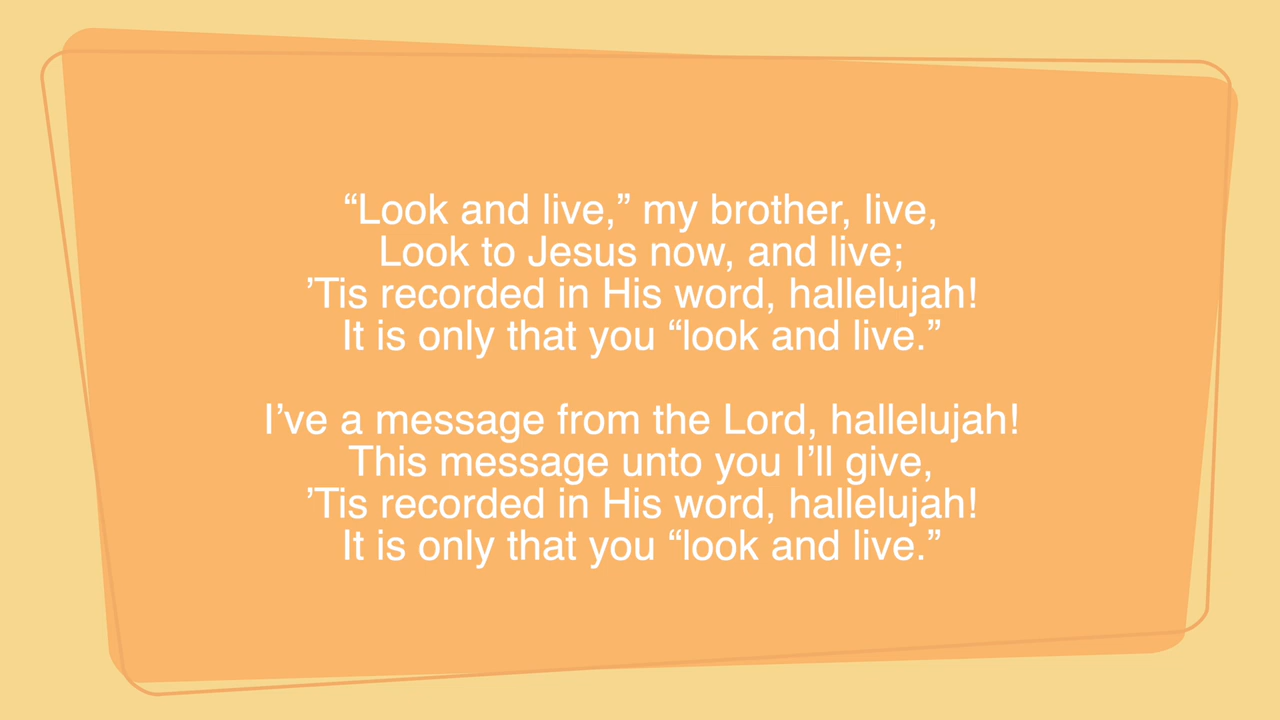 “Look and live,” my brother, live,
Look to Jesus now, and live;
’Tis recorded in His word, hallelujah!
It is only that you “look and live.”
I’ve a message from the Lord, hallelujah!
This message unto you I’ll give,
’Tis recorded in His word, hallelujah!
It is only that you “look and live.”